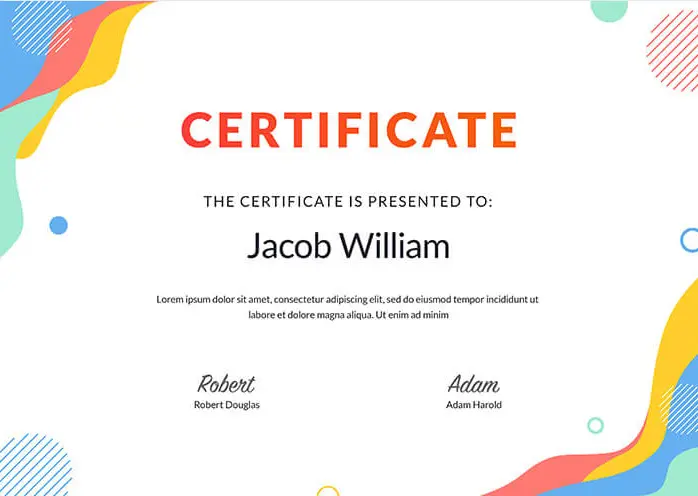 CERTIFICATE
THE CERTIFICATE IS PRESENTED TO:
Jacob William
Lorem ipsum dolor sit amet, consectetur adipiscing elit, sed do eiusmod tempor incididunt ut
labore et dolore magna aliqua. Ut enim ad minim
Robert Adam
Robert Douglas Adam Harold